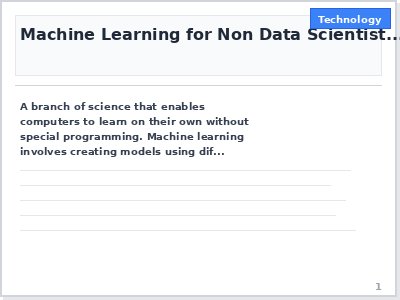 Technology
Machine Learning for Non Data Scientist...
A branch of science that enables
computers to learn on their own without
special programming. Machine learning
involves creating models using dif...
1